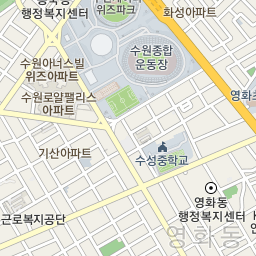 행정복지센터
위즈파크
화성아파트
수원종합
운동장
수원아너스빌
위즈아파트
수원로얄팰리스
아파트
영화초
기산아파트
수성중학교
영화동
행정복지센터
근로복지공단
영화동